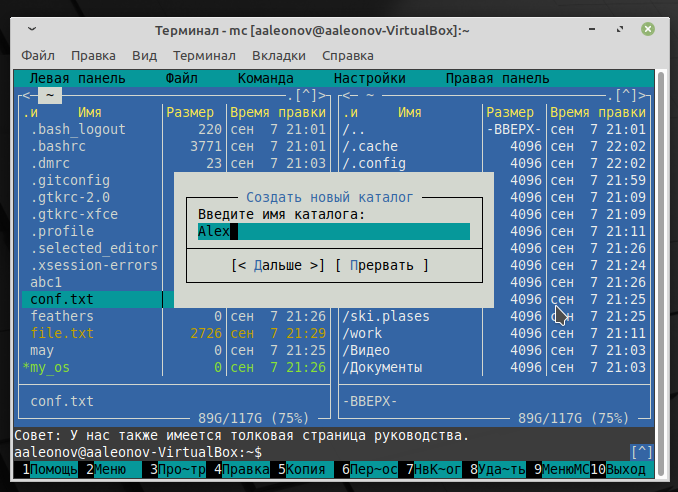 Терминал - mc [aaleonov@aaleonov-VirtualBox]:~
Файл Правка Вид Терминал Вкладки Справка
Левая панель Файл Команда Настройки Правая панель
<─ ~ .[^]> <─ ~ .[^]>
.и Имя Размер Время правки .и Имя Размер Время правки
.bash_logout 220 сен 7 21:01 /.. -ВВЕРХ- сен 7 21:01
.bashrc 3771 сен 7 21:01 /.cache 4096 сен 7 22:02
.dmrc 23 сен 7 21:03 /.config 4096 сен 7 22:02
.gitconfig 4096 сен 7 21:59
.gtkrc-2.0 4096 сен 7 21:09
.gtkrc-xfce 4096 сен 7 21:09
.profile 4096 сен 7 21:11
.selected_editor 4096 сен 7 21:26
.xsession-errors 4096 сен 7 21:24
abc1 4096 сен 7 21:26
conf.txt 4096 сен 7 21:25
Создать новый каталог
Введите имя каталога:
Alex
[< Дальше >] [ Прервать ]
feathers 0 сен 7 21:26 /ski.plases 4096 сен 7 21:25
file.txt 2726 сен 7 21:29 /work 4096 сен 7 21:11
may 0 сен 7 21:25 /Видео 4096 сен 7 21:03
*my_os 0 сен 7 21:26 /Документы 4096 сен 7 21:03
conf.txt -ВВЕРХ-
89G/117G (75%) 89G/117G (75%)
Совет: У нас также имеется толковая страница руководства.
aaleonov@aaleonov-VirtualBox:~$ [^]
1Помощь 2Меню 3Про~тр 4Правка 5Копия 6Пер~ос 7НвК~ог 8Уда~ть 9МенюМС 10Выход